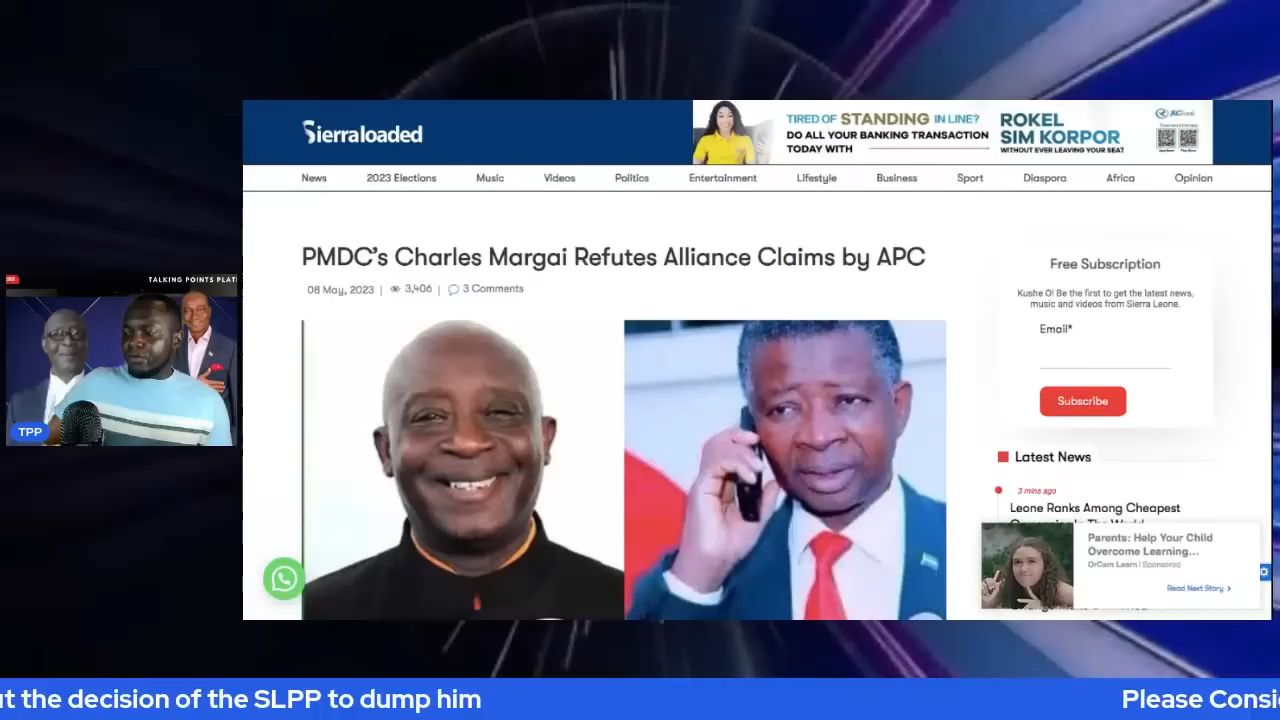 Sierraloaded
TIRED OF STANDING IN LINE?
DO ALL YOUR BANKING TRANSACTION
TODAY WITH
ROKEL
SIM KORPOR
WITHOUT EVER LEAVING YOUR SEAT
News 2023 Elections Music Videos Politics Entertainment Lifestyle Business Sport Diaspora Africa Opinion
PMDC's Charles Margai Refutes Alliance Claims by APC
08 May, 2023 | 3,406 | 3 Comments
Free Subscription
Kushe O! Be the first to get the latest news,
music and videos from Sierra Leone.
Email*
Subscribe
Latest News
3 mins ago
Leone Ranks Among Cheapest
Parents: Help Your Child
Overcome Learning...
OrCam Learn | Sponsored
Read Next Story >
TALKING POINTS PLAT
TPP
ut the decision of the SLPP to dump him
Please Consi